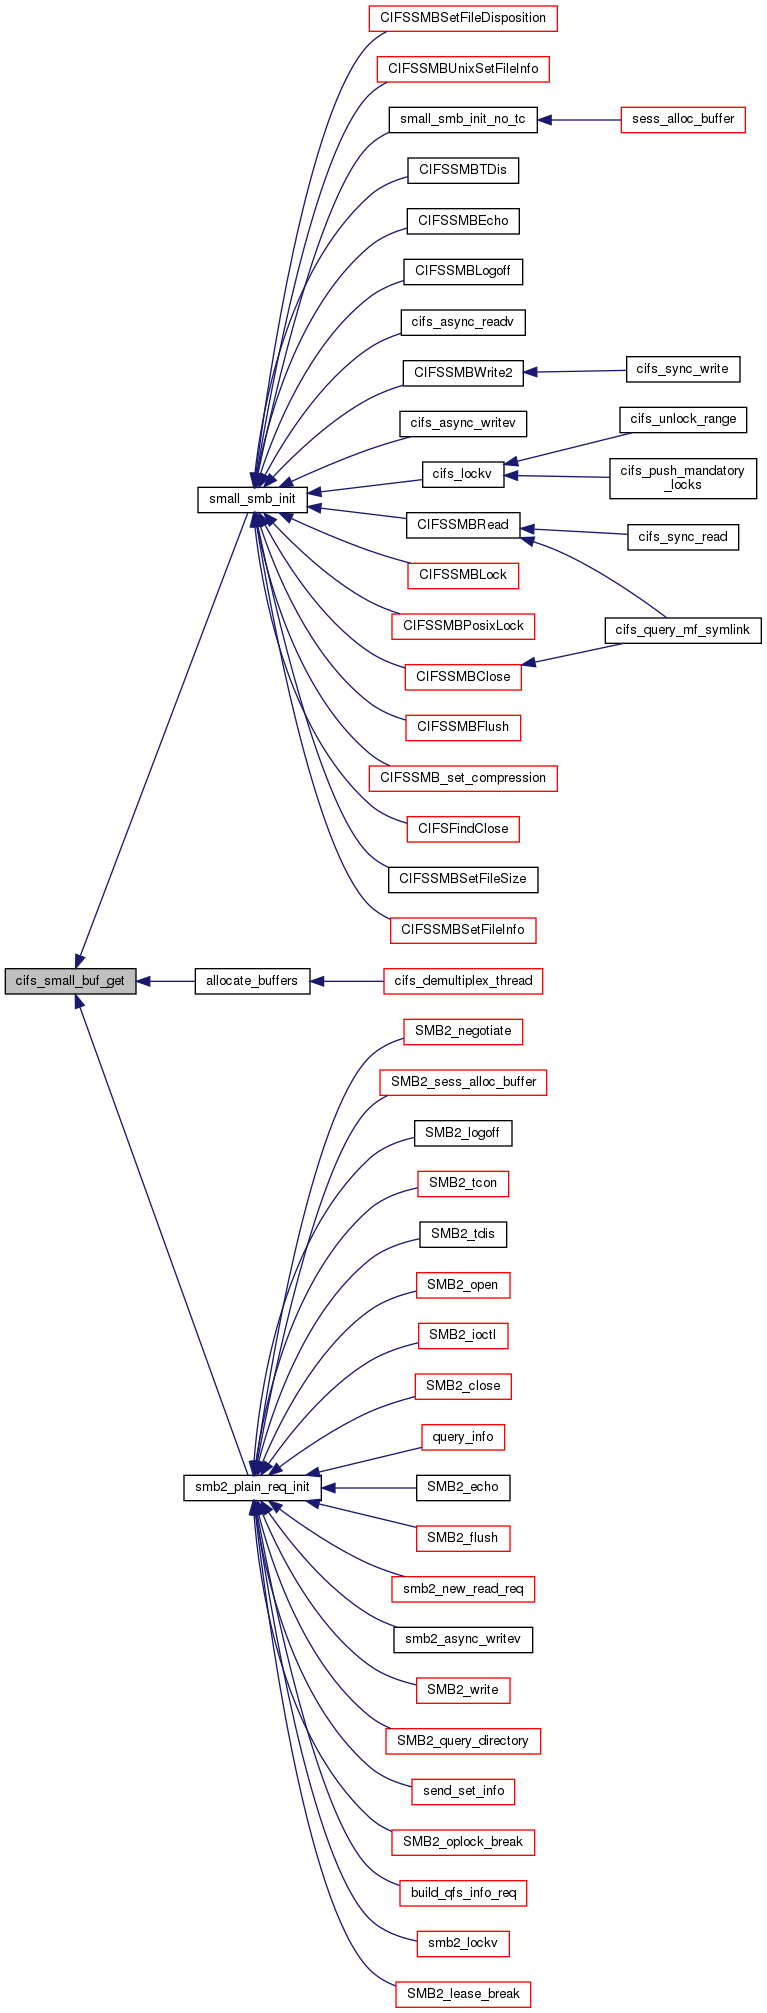 CIFSSMBSetFileDisposition
CIFSSMBUnixSetFileInfo
small_smb_init_no_tc
sess_alloc_buffer
CIFSSMBTDis
CIFSSMBEcho
CIFSSMBLogoff
cifs_async_readv
CIFSSMBWrite2
cifs_sync_write
cifs_async_writev
cifs_unlock_range
cifs_lockv
cifs_push_mandatory
_locks
small_smb_init
CIFSSMBRead
cifs_sync_read
CIFSSMBLock
CIFSSMBPosixLock
cifs_query_mf_symlink
CIFSSMBClose
CIFSSMBFlush
CIFSSMB_set_compression
CIFSFindClose
CIFSSMBSetFileSize
CIFSSMBSetFileInfo
cifs_small_buf_get
allocate_buffers
cifs_demultiplex_thread
SMB2_negotiate
SMB2_sess_alloc_buffer
SMB2_logoff
SMB2_tcon
SMB2_tdis
SMB2_open
SMB2_ioctl
SMB2_close
query_info
smb2_plain_req_init
SMB2_echo
SMB2_flush
smb2_new_read_req
smb2_async_writev
SMB2_write
SMB2_query_directory
send_set_info
SMB2_oplock_break
build_qfs_info_req
smb2_lockv
SMB2_lease_break